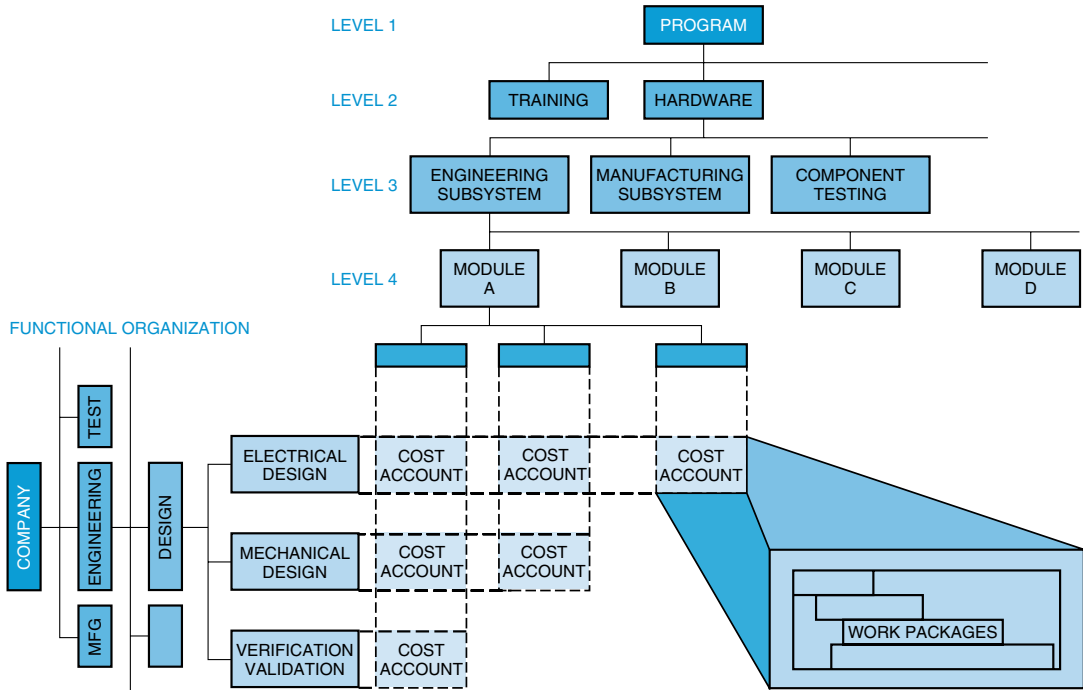 LEVEL 1
PROGRAM
LEVEL 2
TRAINING
HARDWARE
LEVEL 3
ENGINEERING
SUBSYSTEM
MANUFACTURING
SUBSYSTEM
COMPONENT
TESTING
LEVEL 4
MODULE
A
MODULE
B
MODULE
C
MODULE
D
FUNCTIONAL ORGANIZATION
COMPANY
TEST
ENGINEERING
MFG
DESIGN
ELECTRICAL
DESIGN
COST
ACCOUNT
COST
ACCOUNT
COST
ACCOUNT
MECHANICAL
DESIGN
COST
ACCOUNT
COST
ACCOUNT
VERIFICATION
VALIDATION
COST
ACCOUNT
WORK PACKAGES